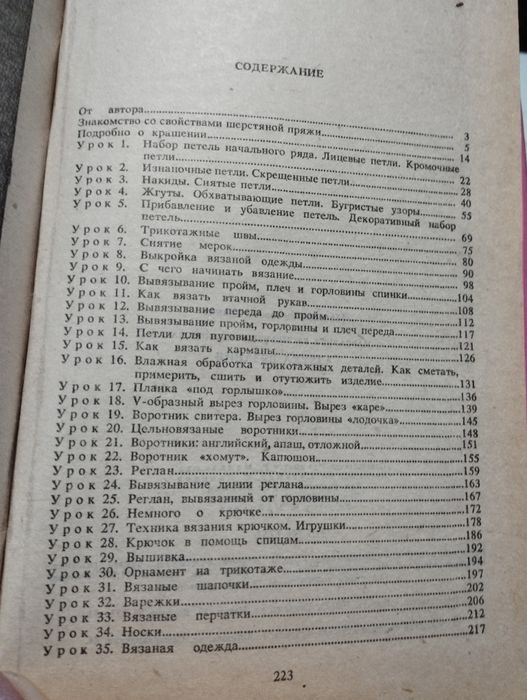 СОДЕРЖАНИЕ
От автора 3
Знакомство со свойствами шерстяной пряжи 5
Подробно о крашении 14
Урок 1. Набор петель начального ряда. Лицевые петли. Кромочные
петли 22
Урок 2. Изнаночные петли. Скрещенные петли 28
Урок 3. Накиды. Снятые петли 40
Урок 4. Жгуты. Обхватывающие петли. Бугристые узоры 55
Урок 5. Прибавление и убавление петель. Декоративный набор
петель 69
Урок 6. Трикотажные швы 75
Урок 7. Снятие мерок 80
Урок 8. Выкройка вязаной одежды 90
Урок 9. С чего начинать вязание 98
Урок 10. Вывязывание пройм, плеч и горловины спинки 104
Урок 11. Как вязать втачной рукав 108
Урок 12. Вывязывание переда до пройм 112
Урок 13. Вывязывание пройм, горловины и плеч переда 117
Урок 14. Петли для пуговиц 121
Урок 15. Как вязать карманы 126
Урок 16. Влажная обработка трикотажных деталей. Как сметать,
примерить, сшить и отутюжить изделие 131
Урок 17. Планка «под горлышко» 136
Урок 18. V-образный вырез горловины. Вырез «каре» 139
Урок 19. Воротник свитера. Вырез горловины «лодочка» 145
Урок 20. Цельновязаные воротники 148
Урок 21. Воротники: английский, апаш, отложной 151
Урок 22. Воротник «хомут». Капюшон 155
Урок 23. Реглан 159
Урок 24. Вывязывание линии реглана 163
Урок 25. Реглан, вывязанный от горловины 167
Урок 26. Немного о крючке 172
Урок 27. Техника вязания крючком. Игрушки 178
Урок 28. Крючок в помощь спицам 186
Урок 29. Вышивка 192
Урок 30. Орнамент на трикотаже 194
Урок 31. Вязаные шапочки 197
Урок 32. Варежки 202
Урок 33. Вязаные перчатки 206
Урок 34. Носки 212
Урок 35. Вязаная одежда 217
223